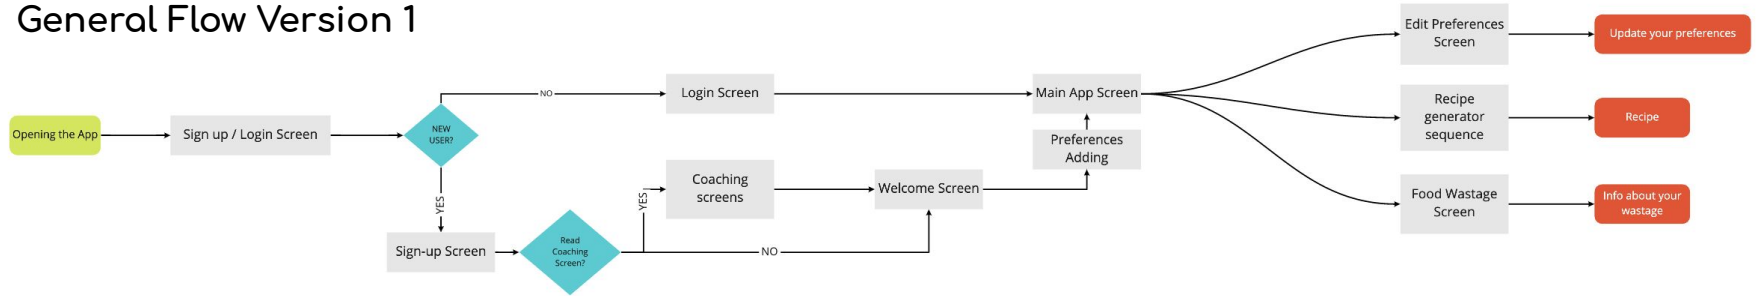 General Flow Version 1
Opening the App
Sign up / Login Screen
NEW
USER?
NO
Login Screen
Main App Screen
YES
Sign-up Screen
Read
Coaching
Screen?
YES
Coaching
screens
NO
Welcome Screen
Preferences
Adding
Edit Preferences
Screen
Update your preferences
Recipe
generator
sequence
Recipe
Food Wastage
Screen
Info about your
wastage